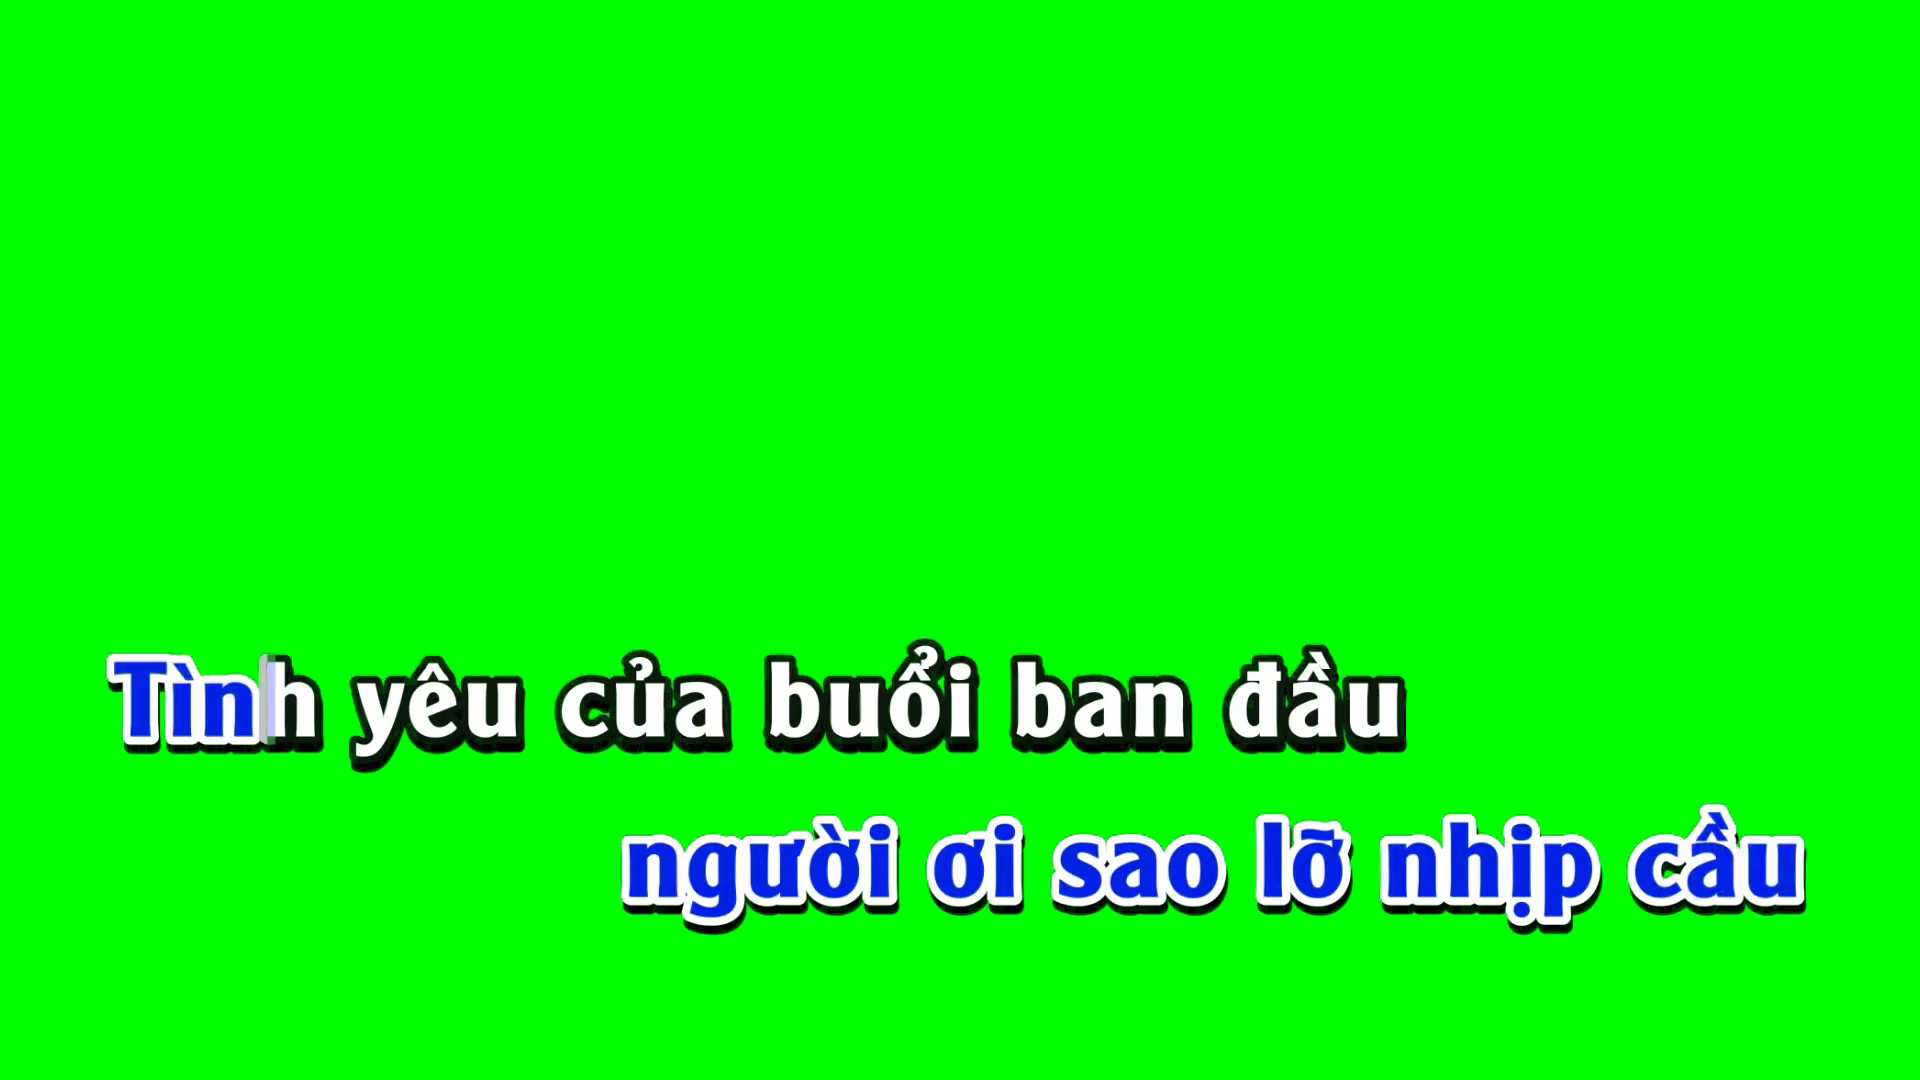 Tình yêu của buổi ban đầu
người ơi sao lỡ nhịp cầu